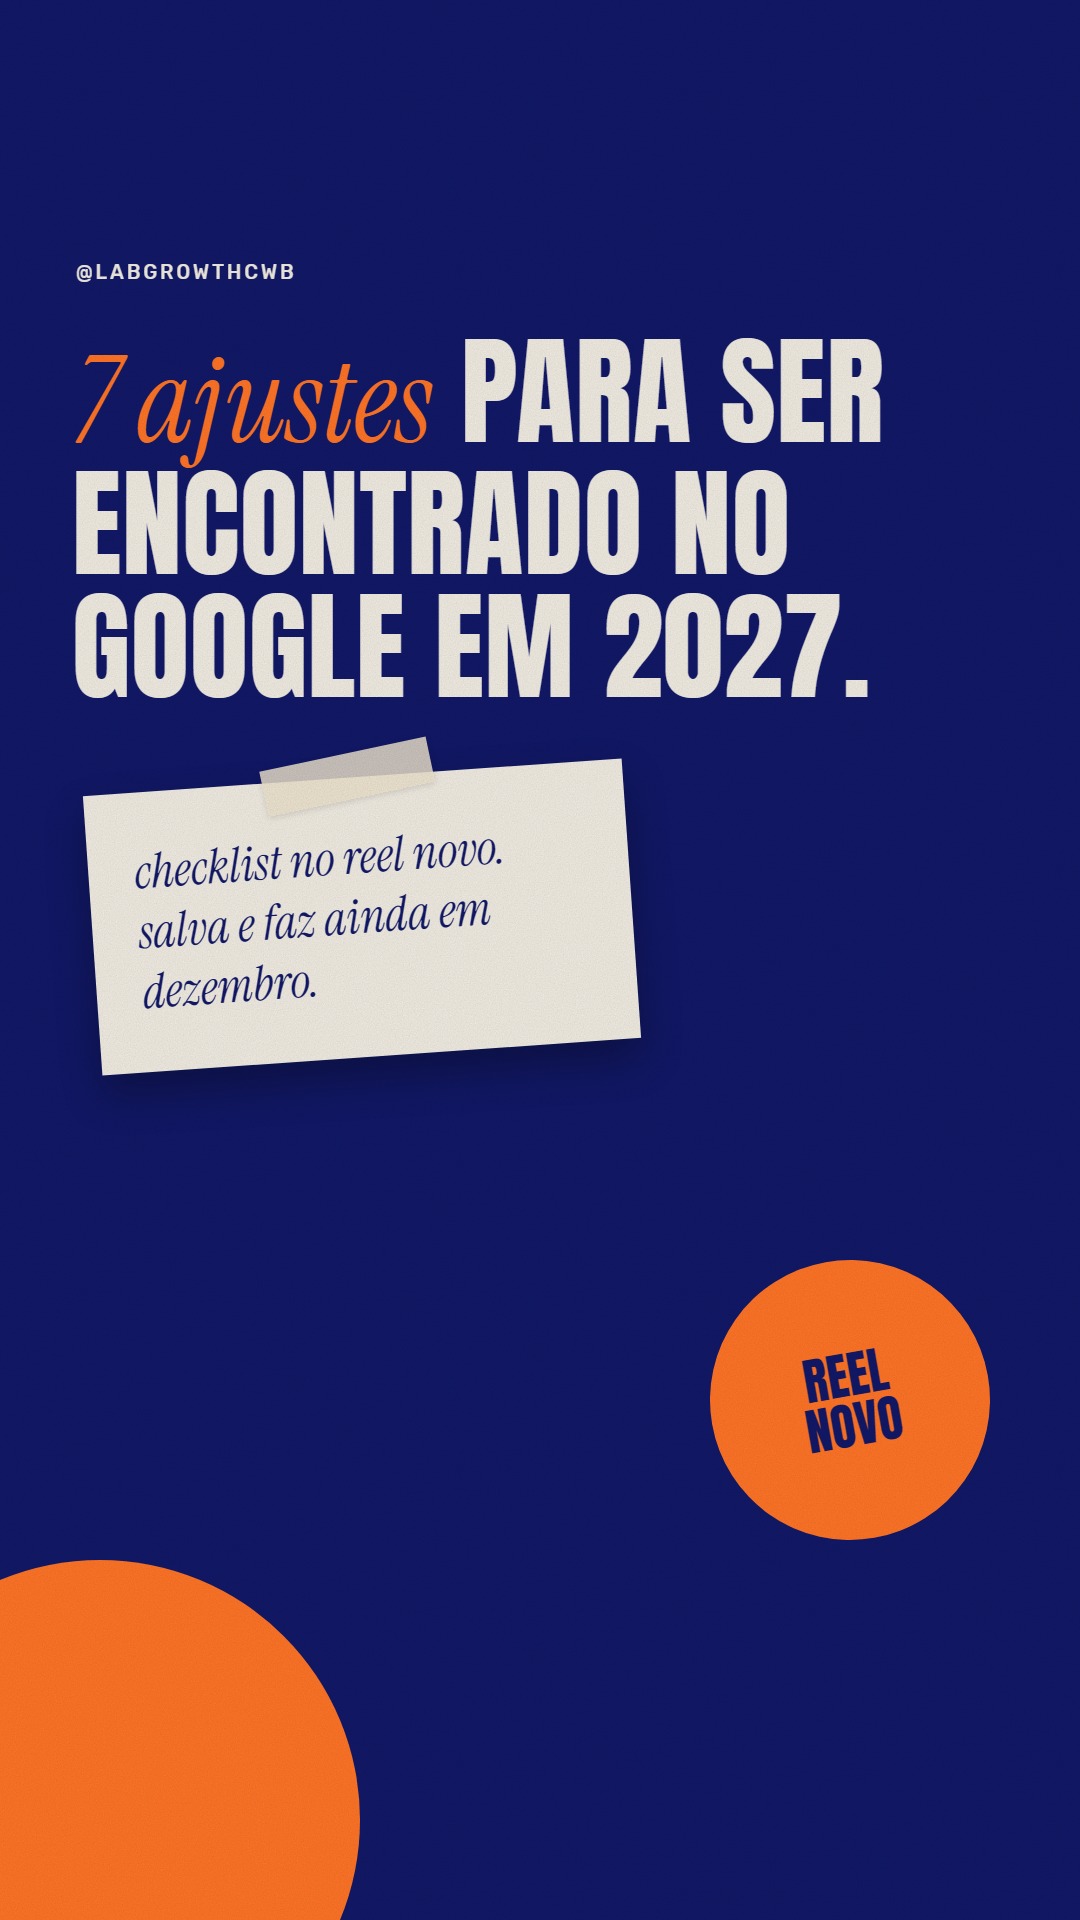 @LABGROWTHCWB
7 ajustes PARA SER
ENCONTRADO NO
GOOGLE EM 2027.
checklist no reel novo.
salva e faz ainda em
dezembro.
REEL
NOVO